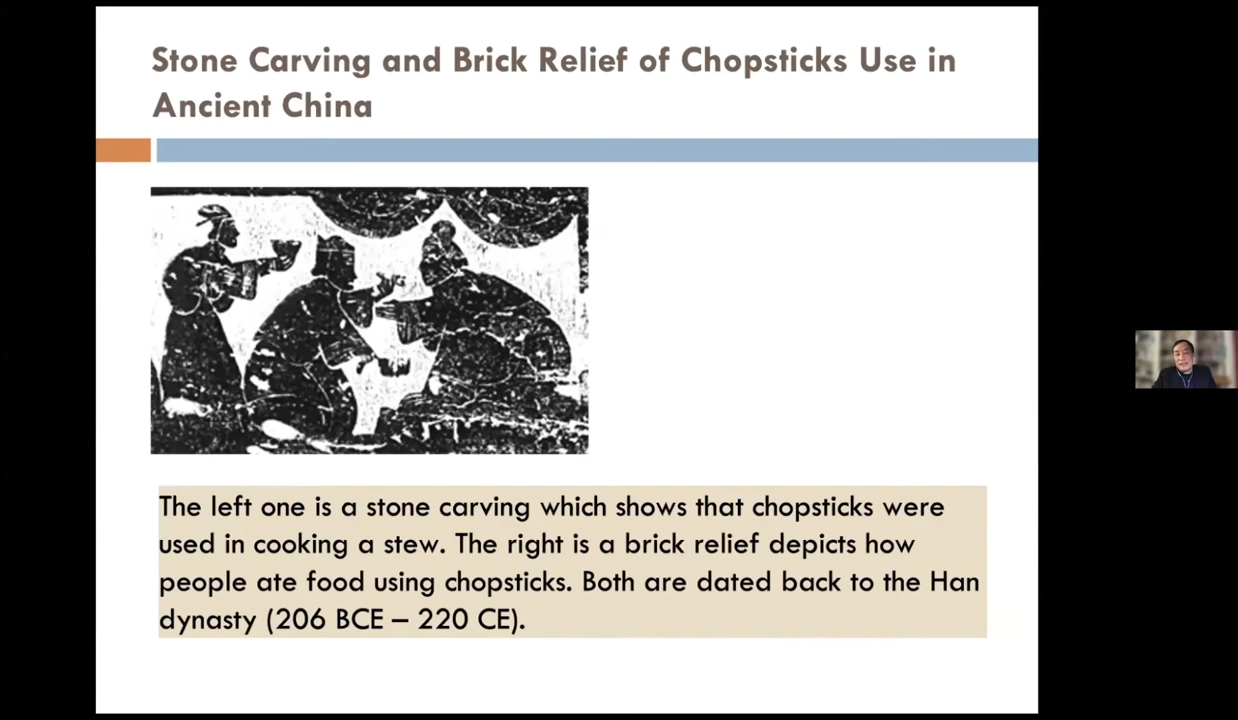 Stone Carving and Brick Relief of Chopsticks Use in
Ancient China
The left one is a stone carving which shows that chopsticks were
used in cooking a stew. The right is a brick relief depicts how
people ate food using chopsticks. Both are dated back to the Han
dynasty (206 BCE – 220 CE).